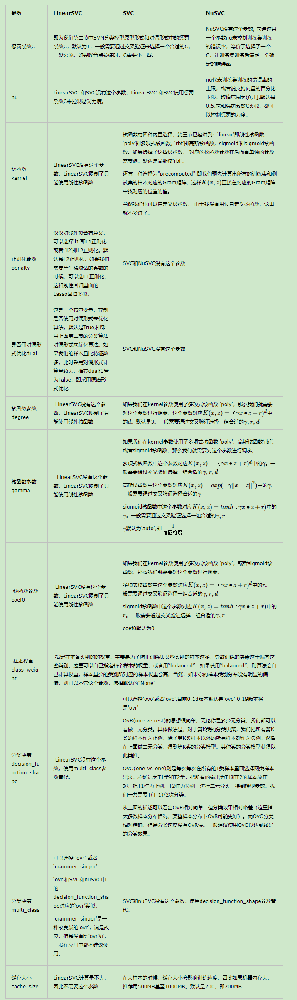 参数
LinearSVC
SVC
NuSVC
惩罚系数C
即为我们第二节中SVM分类模型原型形式和对偶形式中的惩罚
系数C，默认为1，一般需要通过交叉验证来选择一个合适的C。
一般来说，如果噪音点较多时，C需要小一些。
NuSVC没有这个参数, 它通过另
一个参数nu来控制训练集训练
的错误率，等价于选择了一个
C，让训练集训练后满足一个确
定的错误率
nu
LinearSVC 和SVC没有这个参数，LinearSVC 和SVC使用惩罚
系数C来控制惩罚力度。
nu代表训练集训练的错误率的
上限，或者说支持向量的百分比
下限，取值范围为(0,1],默认是
0.5.它和惩罚系数C类似，都可
以控制惩罚的力度。
核函数
kernel
LinearSVC没有这个参
数，LinearSVC限制了只
能使用线性核函数
核函数有四种内置选择，第三节已经讲到：‘linear’即线性核函数,
‘poly’即多项式核函数, ‘rbf’即高斯核函数, ‘sigmoid’即sigmoid核函
数。如果选择了这些核函数， 对应的核函数参数在后面有单独的参数
需要调。默认是高斯核'rbf'。
还有一种选择为"precomputed",即我们预先计算出所有的训练集和测
试集的样本对应的Gram矩阵，这样K(x,z)直接在对应的Gram矩阵
中找对应的位置的值。
当然我们也可以自定义核函数， 由于我没有用过自定义核函数，这里
就不多讲了。
正则化参数
penalty
仅仅对线性拟合有意义，
可以选择‘l1’即L1正则化
或者 ‘l2’即L2正则化。默
认是L2正则化，如果我们
需要产生稀疏话的系数的
时候，可以选L1正则化,
这和线性回归里面的
Lasso回归类似。
SVC和NuSVC没有这个参数
是否用对偶形
式优化dual
这是一个布尔变量，控制
是否使用对偶形式来优化
算法，默认是True,即采
用上面第二节的分类算法
对偶形式来优化算法。如
果我们的样本量比特征数
多，此时采用对偶形式计
算量较大，推荐dual设置
为False，即采用原始形
式优化
SVC和NuSVC没有这个参数
核函数参数
degree
LinearSVC没有这个参
数，LinearSVC限制了只
能使用线性核函数
如果我们在kernel参数使用了多项式核函数 'poly'，那么我们就需要
对这个参数进行调参。这个参数对应K(x,z)=（γx∙z+r)^d中
的d。默认是3。一般需要通过交叉验证选择一组合适的γ,r,d
核函数参数
gamma
LinearSVC没有这个参
数，LinearSVC限制了只
能使用线性核函数
如果我们在kernel参数使用了多项式核函数 'poly'，高斯核函数‘rbf’,
或者sigmoid核函数，那么我们就需要对这个参数进行调参。
多项式核函数中这个参数对应K(x,z)=（γx∙z+r)^d中的γ。一
般需要通过交叉验证选择一组合适的γ,r,d
高斯核函数中这个参数对应K(x,z)=exp(−γ||x−z||^2)中的γ。
一般需要通过交叉验证选择合适的γ
sigmoid核函数中这个参数对应K(x,z)=tanh（γx∙z+r)中的
γ。一般需要通过交叉验证选择一组合适的γ,r
γ默认为'auto',即1/特征维度
核函数参数
coef0
LinearSVC没有这个参
数，LinearSVC限制了只
能使用线性核函数
如果我们在kernel参数使用了多项式核函数 'poly'，或者sigmoid核
函数，那么我们就需要对这个参数进行调参。
多项式核函数中这个参数对应K(x,z)=（γx∙z+r)^d中的r。一
般需要通过交叉验证选择一组合适的γ,r,d
sigmoid核函数中这个参数对应K(x,z)=tanh（γx∙z+r)中的
r。一般需要通过交叉验证选择一组合适的γ,r
coef0默认为0
样本权重
class_weig
ht
指定样本各类别的的权重，主要是为了防止训练集某些类别的样本过多，导致训练的决策过于偏向这
些类别。这里可以自己指定各个样本的权重，或者用“balanced”，如果使用“balanced”，则算法会自
己计算权重，样本量少的类别所对应的样本权重会高。当然，如果你的样本类别分布没有明显的偏
倚，则可以不管这个参数，选择默认的"None"
分类决策
decision_fu
nction_sha
pe
LinearSVC没有这个参
数，使用multi_class参
数替代。
可以选择'ovo'或者‘ovo’.目前0.18版本默认是'ovo'.0.19版本将
是'ovr'
OvR(one ve rest)的思想很简单，无论你是多少元分类，我们都可以
看做二元分类。具体做法是，对于第K类的分类决策，我们把所有第K
类的样本作为正例，除了第K类样本以外的所有样本都作为负例，然后
在上面做二元分类，得到第K类的分类模型。其他类的分类模型获得以
此类推。
OvO(one-vs-one)则是每次每次在所有的T类样本里面选择两类样本
出来，不妨记为T1类和T2类，把所有的输出为T1和T2的样本放在一
起，把T1作为正例，T2作为负例，进行二元分类，得到模型参数。我
们一共需要T(T-1)/2次分类。
从上面的描述可以看出OvR相对简单，但分类效果相对略差（这里指
大多数样本分布情况，某些样本分布下OvR可能更好）。而OvO分类
相对精确，但是分类速度没有OvR快。一般建议使用OvO以达到较好
的分类效果。
分类决策
multi_class
可以选择 ‘ovr’ 或者
‘crammer_singer’
‘ovr’和SVC和nuSVC中
的
decision_function_sha
pe对应的‘ovr’类似。
'crammer_singer'是一
种改良版的'ovr'，说是改
良，但是没有比’ovr‘好，
一般在应用中都不建议使
用。
SVC和nuSVC没有这个参数，使用decision_function_shape参数替
代。
缓存大小
cache_size
LinearSVC计算量不大，
因此不需要这个参数
在大样本的时候，缓存大小会影响训练速度，因此如果机器内存大，
推荐用500MB甚至1000MB。默认是200，即200MB.